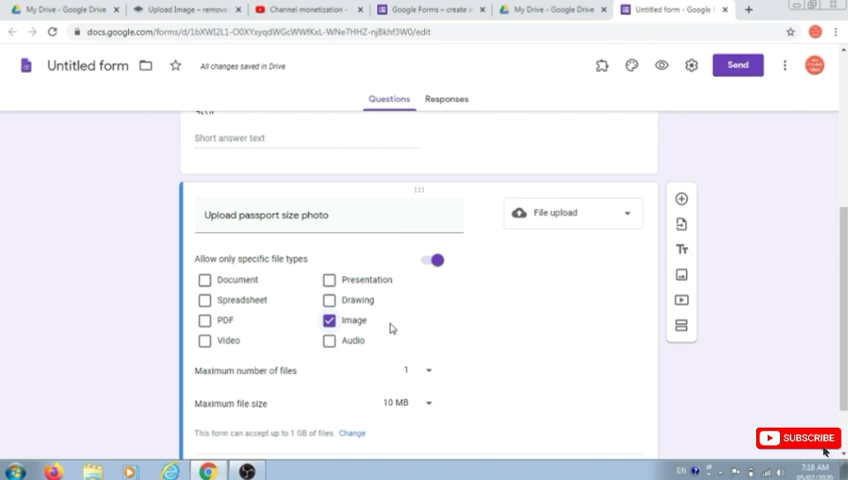 My Drive - Google Drive
Upload Image – remov
Channel monetization -
Google Forms – create s
My Drive - Google Drive
Untitled form - Google
docs.google.com/forms/d/1bXWI2L1-O0XYxyqdWGcWWfKxL-WNe7HHZ-njBkhf3W0/edit
Untitled form
All changes saved in Drive
Send
Questions
Responses
Short answer text
Upload passport size photo
File upload
Allow only specific file types
Document
Presentation
Spreadsheet
Drawing
PDF
Image
Video
Audio
Maximum number of files
1
Maximum file size
10 MB
This form can accept up to 1 GB of files.
Change
SUBSCRIBE
EN
7:18 AM
05/02/2020